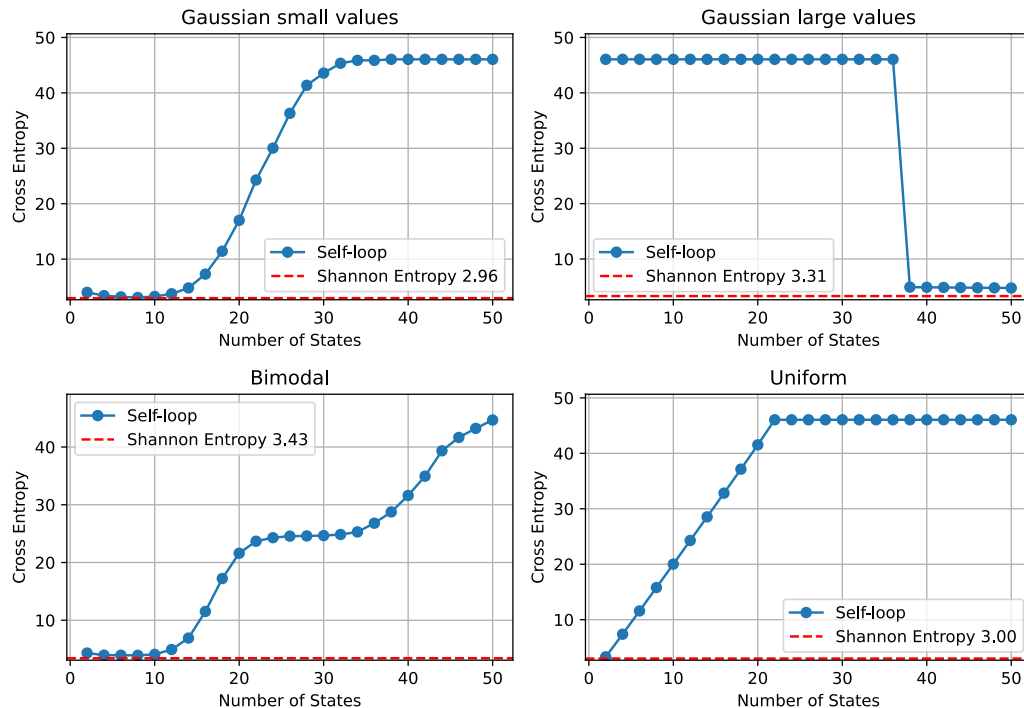 Gaussian small values
50
40
30
20
10
Cross Entropy
Self-loop
Shannon Entropy 2.96
0 10 20 30 40 50
Number of States
Gaussian large values
50
40
30
20
10
Cross Entropy
Self-loop
Shannon Entropy 3.31
0 10 20 30 40 50
Number of States
Bimodal
40
30
20
10
Cross Entropy
Self-loop
Shannon Entropy 3.43
0 10 20 30 40 50
Number of States
Uniform
50
40
30
20
10
Cross Entropy
Self-loop
Shannon Entropy 3.00
0 10 20 30 40 50
Number of States